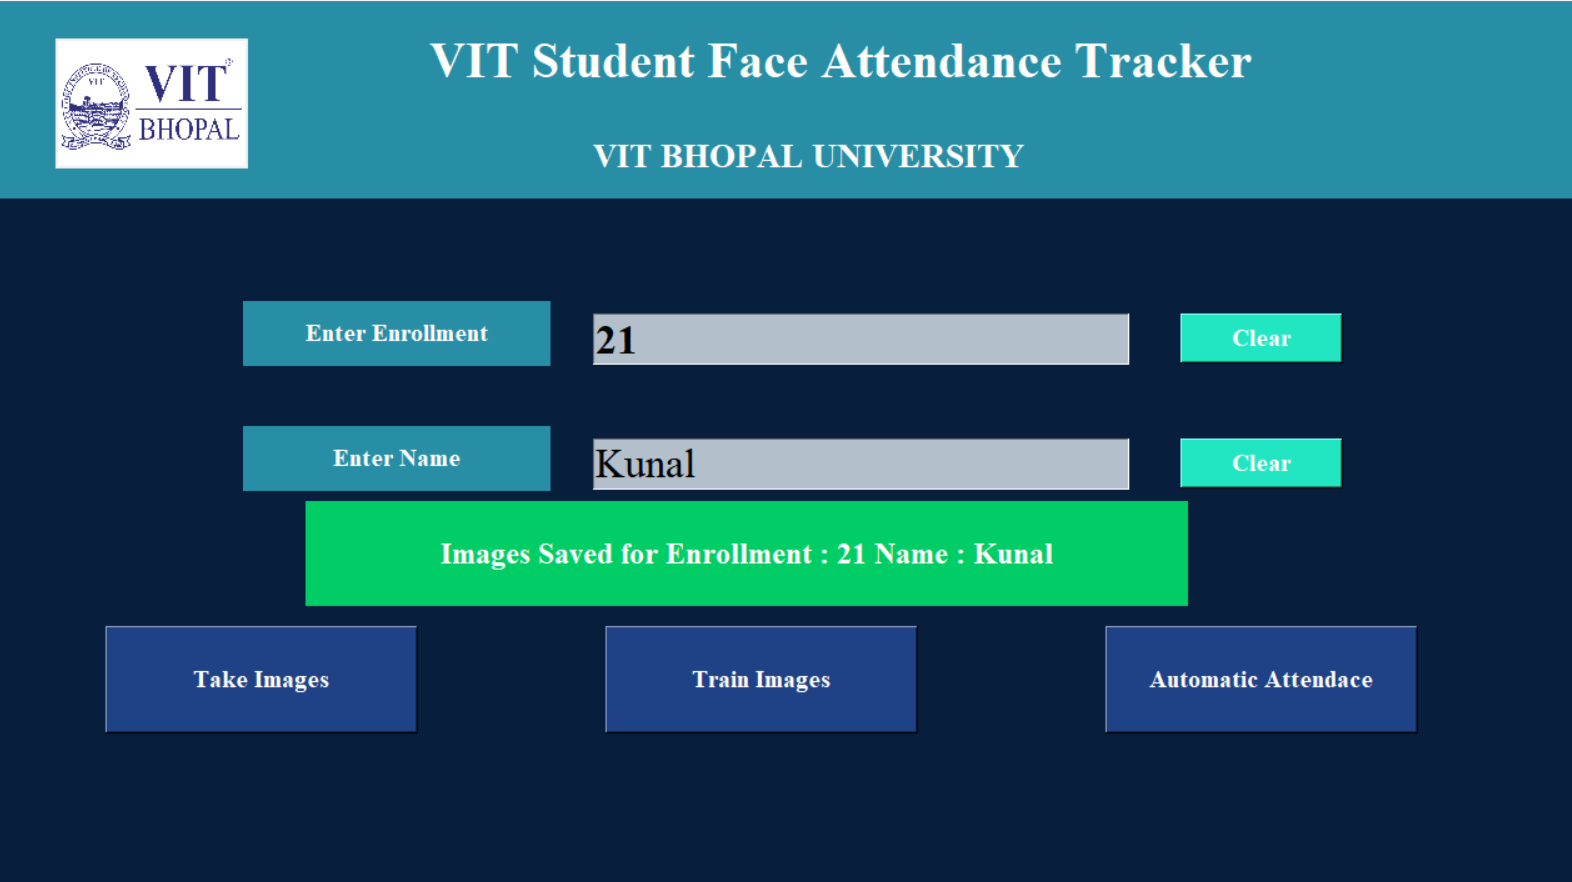 VIT Student Face Attendance Tracker
VIT
BHOPAL
VIT
VIT BHOPAL UNIVERSITY
Enter Enrollment
21
Clear
Enter Name
Kunal
Clear
Images Saved for Enrollment : 21 Name : Kunal
Take Images
Train Images
Automatic Attendace